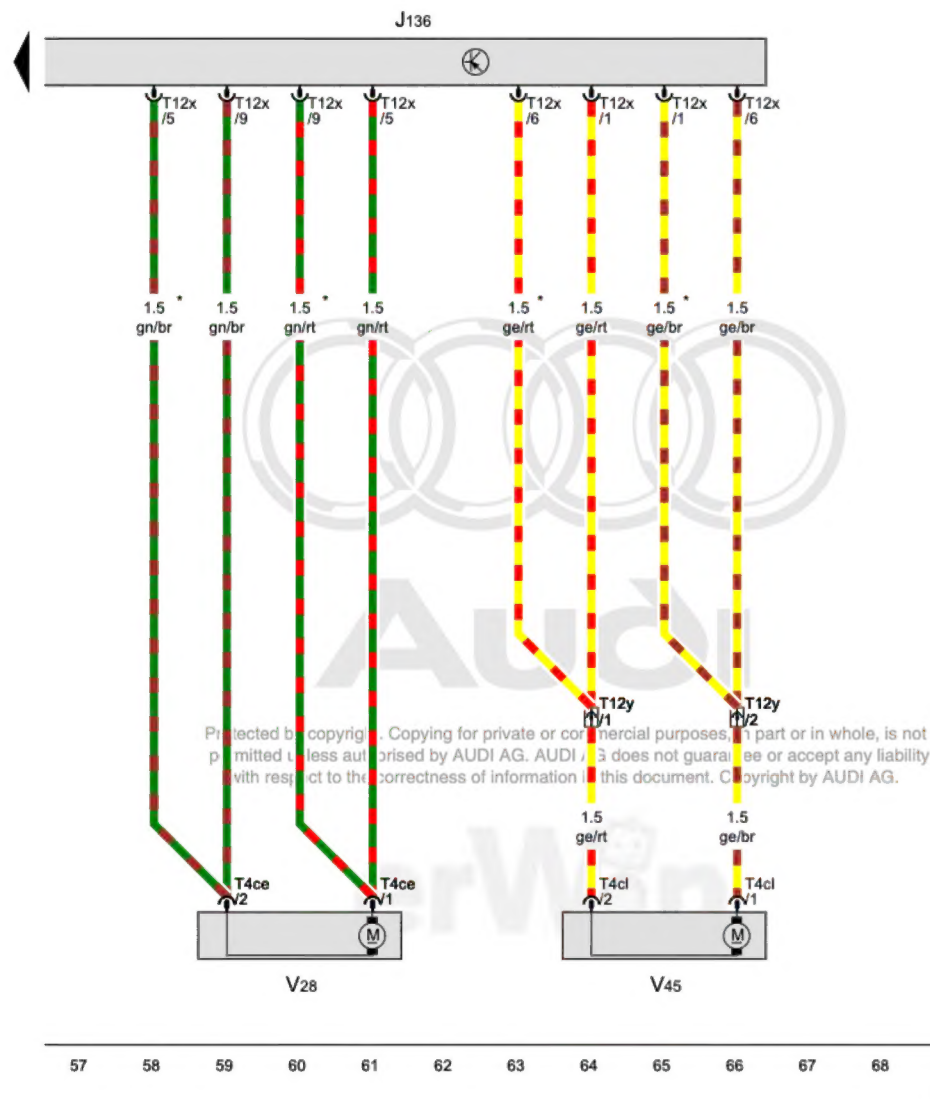 J136
T12x T12x T12x T12x T12x T12x T12x T12x
/5 /9 /9 /5 /6 /1 /1 /6
1.5 * 1.5 1.5 * 1.5 1.5 * 1.5 1.5 * 1.5
gn/br gn/br gn/rt gn/rt ge/rt ge/rt ge/br ge/br
Audi
T12y T12y
/1 /2
Protected by copyright. Copying for private or commercial purposes, in part or in whole, is not
permitted unless authorised by AUDI AG. AUDI AG does not guarantee or accept any liability
with respect to the correctness of information in this document. Copyright by AUDI AG.
1.5 1.5
ge/rt ge/br
erWin
T4ce T4ce T4cl T4cl
/2 /1 /2 /1
M M
V28 V45
57 58 59 60 61 62 63 64 65 66 67 68